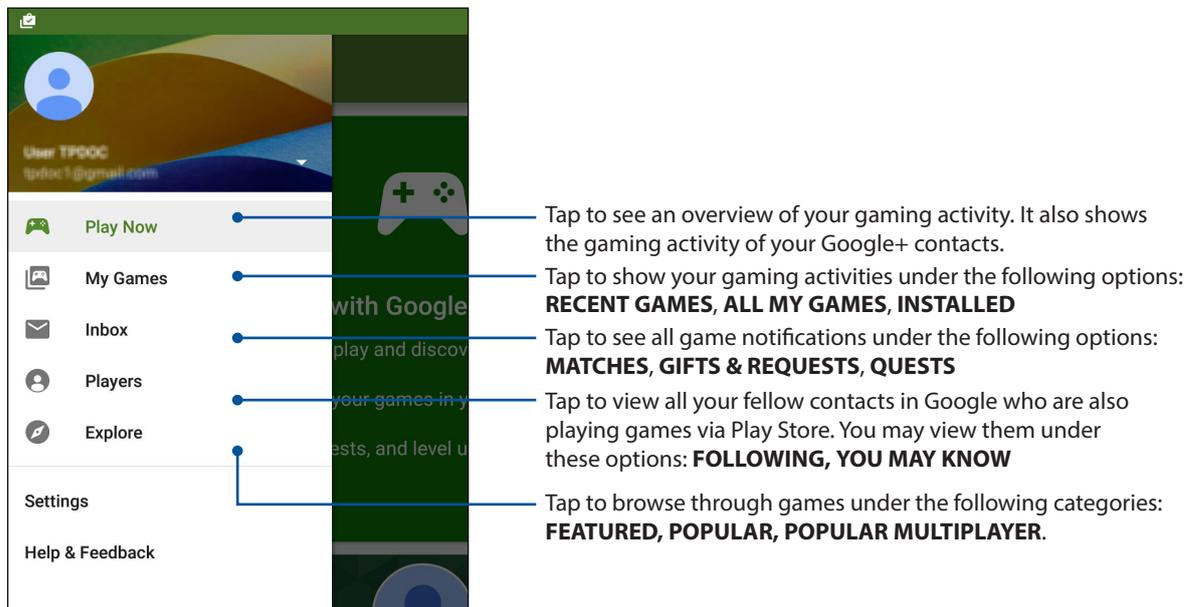 User TPDOC
tpdoc1@gmail.com
Play Now
My Games
Inbox
Players
Explore
Settings
Help & Feedback
with Google
play and discov
your games in y
ests, and level u
Tap to see an overview of your gaming activity. It also shows
the gaming activity of your Google+ contacts.
Tap to show your gaming activities under the following options:
RECENT GAMES, ALL MY GAMES, INSTALLED
Tap to see all game notifications under the following options:
MATCHES, GIFTS & REQUESTS, QUESTS
Tap to view all your fellow contacts in Google who are also
playing games via Play Store. You may view them under
these options: FOLLOWING, YOU MAY KNOW
Tap to browse through games under the following categories:
FEATURED, POPULAR, POPULAR MULTIPLAYER.